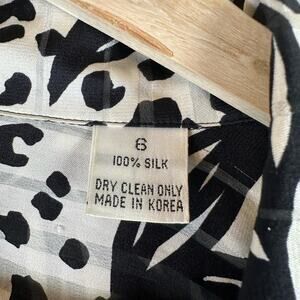 6
100% SILK
DRY CLEAN ONLY
MADE IN KOREA